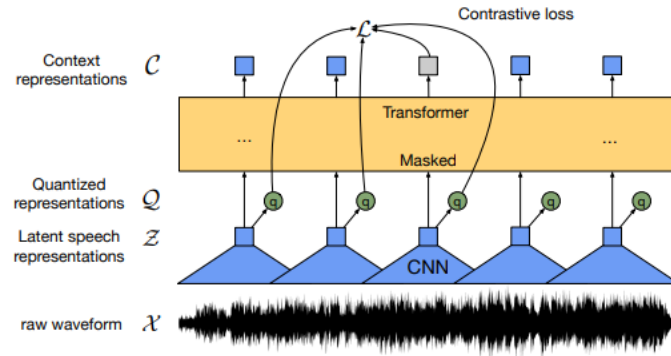 Contrastive loss
ℒ
Context
representations 𝒞
Transformer
... ...
Masked
Quantized
representations 𝒬
q q q q q
Latent speech
representations 𝒵
CNN
raw waveform 𝒳